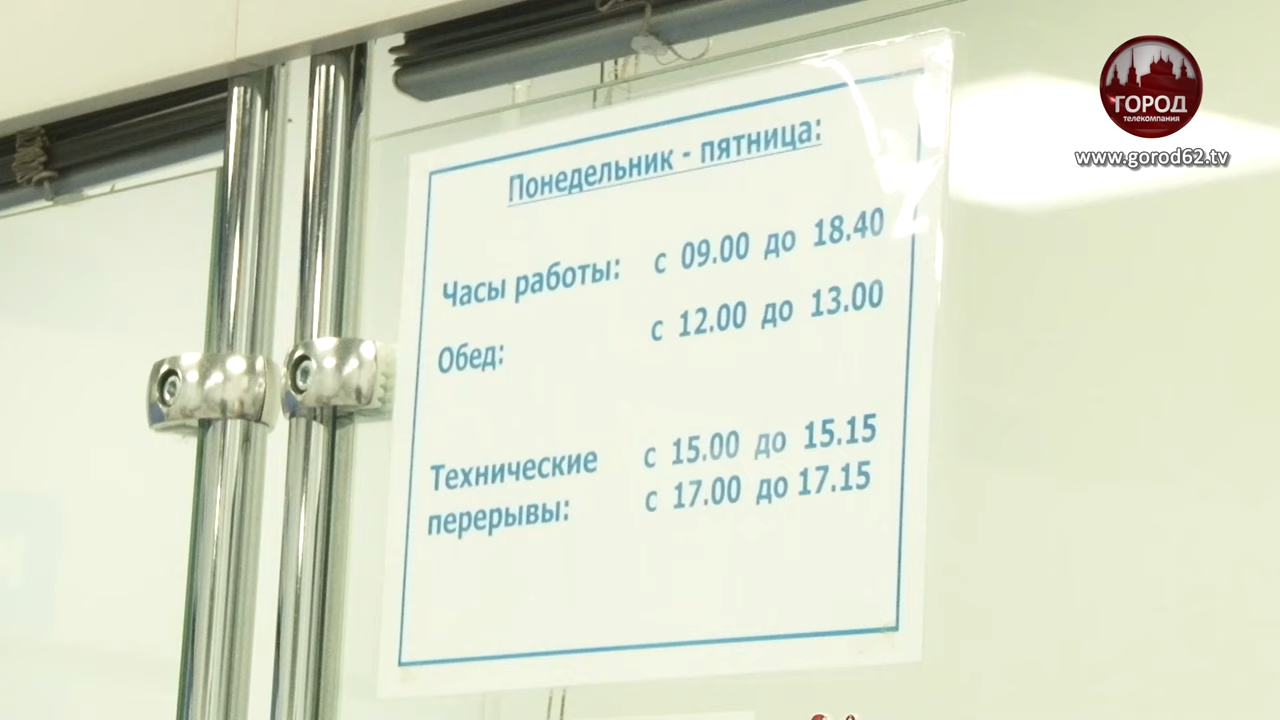 ГОРОД
телекомпания
www.gorod62.tv
Понедельник - пятница:
Часы работы: с 09.00 до 18.40
Обед: с 12.00 до 13.00
Технические с 15.00 до 15.15
перерывы: с 17.00 до 17.15